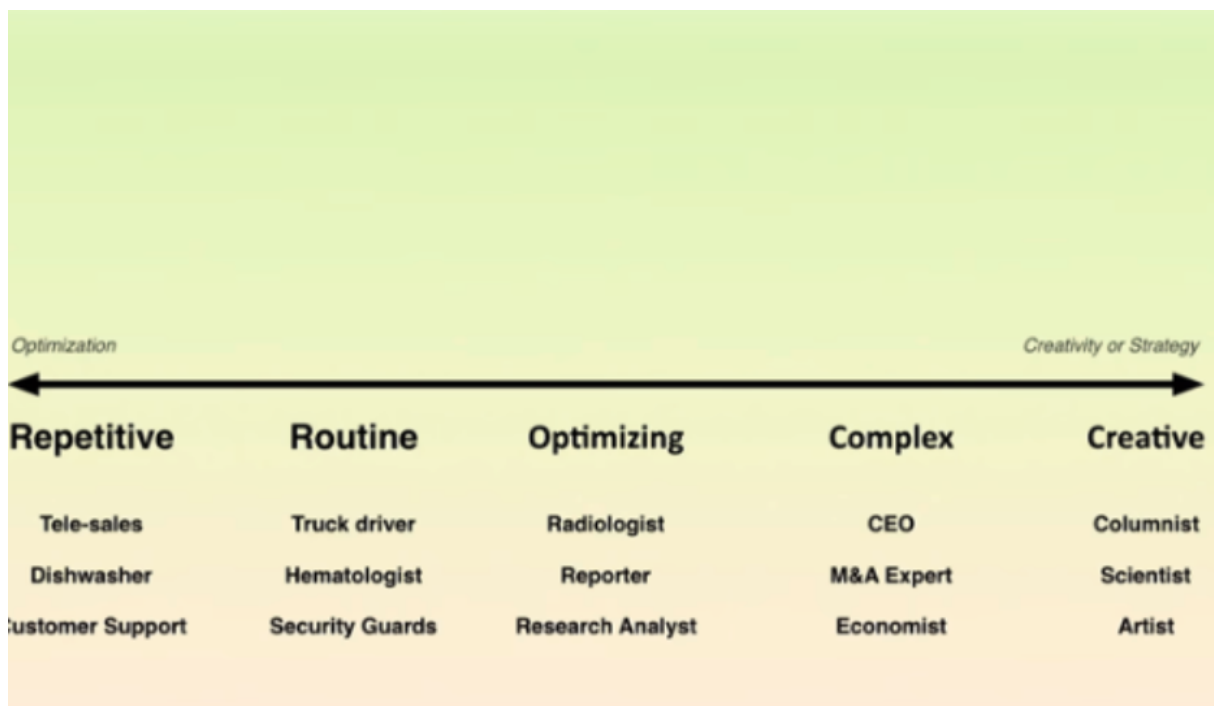 Optimization Creativity or Strategy
Repetitive Routine Optimizing Complex Creative
Tele-sales Truck driver Radiologist CEO Columnist
Dishwasher Hematologist Reporter M&A Expert Scientist
ustomer Support Security Guards Research Analyst Economist Artist